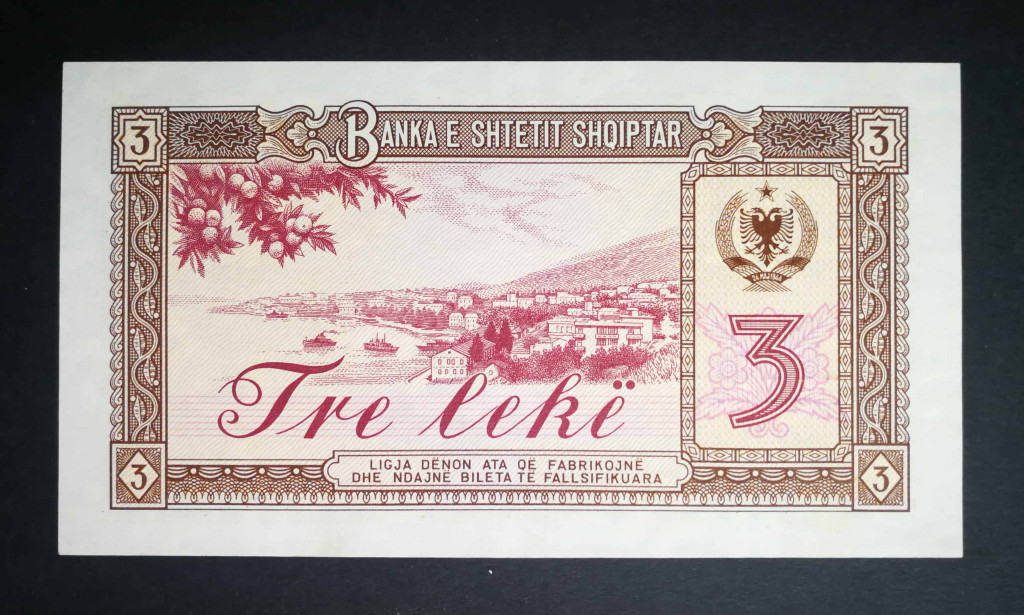 3 BANKA E SHTETIT SHQIPTAR 3
3
Tre lekë
LIGJA DËNON ATA QË FABRIKOJNË
DHE NDAJNË BILETA TË FALLSIFIKUARA
3 3